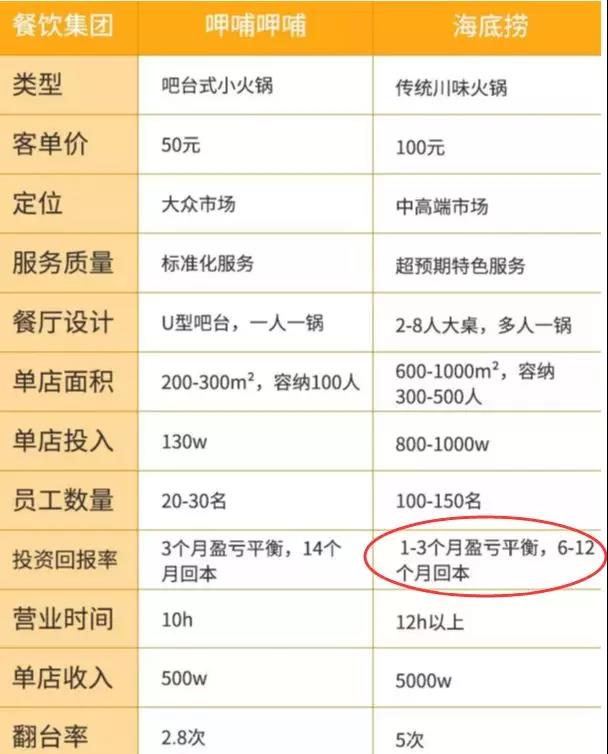 餐饮集团 呷哺呷哺 海底捞
类型 吧台式小火锅 传统川味火锅
客单价 50元 100元
定位 大众市场 中高端市场
服务质量 标准化服务 超预期特色服务
餐厅设计 U型吧台，一人一锅 2-8人大桌，多人一锅
单店面积 200-300m²，容纳100人 600-1000m²，容纳
300-500人
单店投入 130w 800-1000w
员工数量 20-30名 100-150名
投资回报率 3个月盈亏平衡，14个
月回本 1-3个月盈亏平衡，6-12
个月回本
营业时间 10h 12h以上
单店收入 500w 5000w
翻台率 2.8次 5次